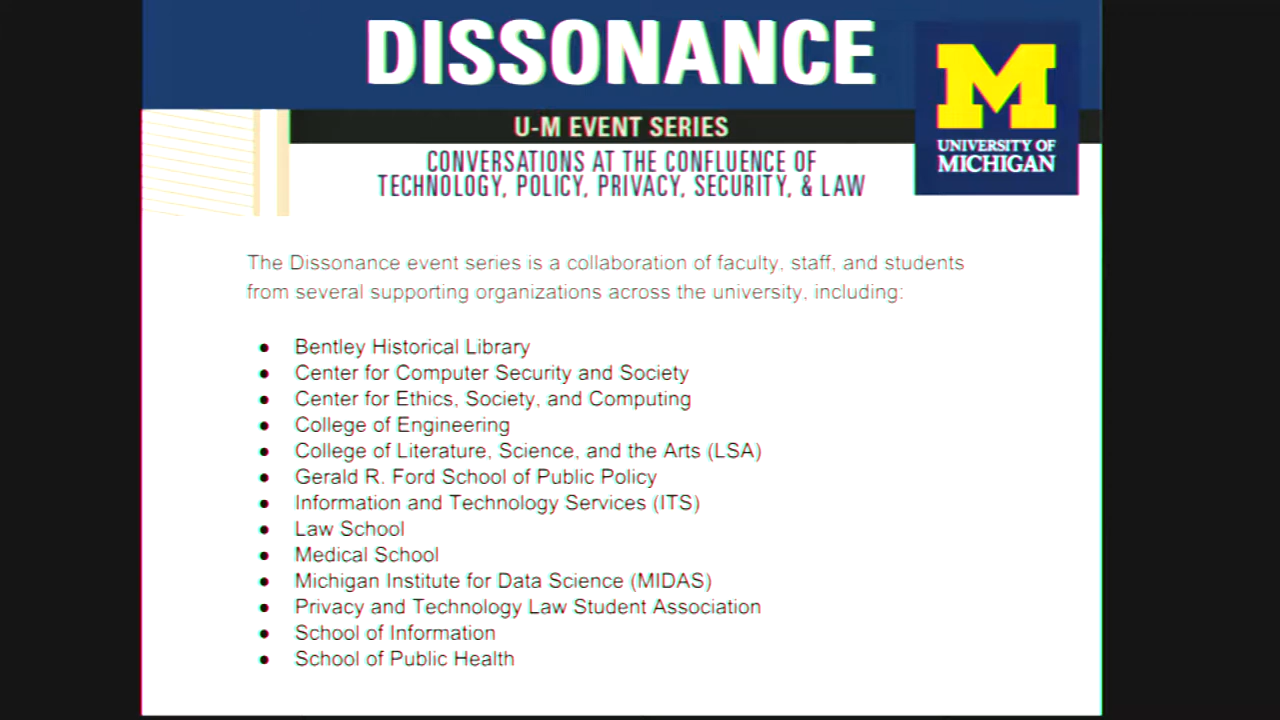 DISSONANCE
U-M EVENT SERIES
CONVERSATIONS AT THE CONFLUENCE OF
TECHNOLOGY, POLICY, PRIVACY, SECURITY, & LAW
M
UNIVERSITY OF
MICHIGAN
The Dissonance event series is a collaboration of faculty, staff, and students
from several supporting organizations across the university, including:
● Bentley Historical Library
● Center for Computer Security and Society
● Center for Ethics, Society, and Computing
● College of Engineering
● College of Literature, Science, and the Arts (LSA)
● Gerald R. Ford School of Public Policy
● Information and Technology Services (ITS)
● Law School
● Medical School
● Michigan Institute for Data Science (MIDAS)
● Privacy and Technology Law Student Association
● School of Information
● School of Public Health